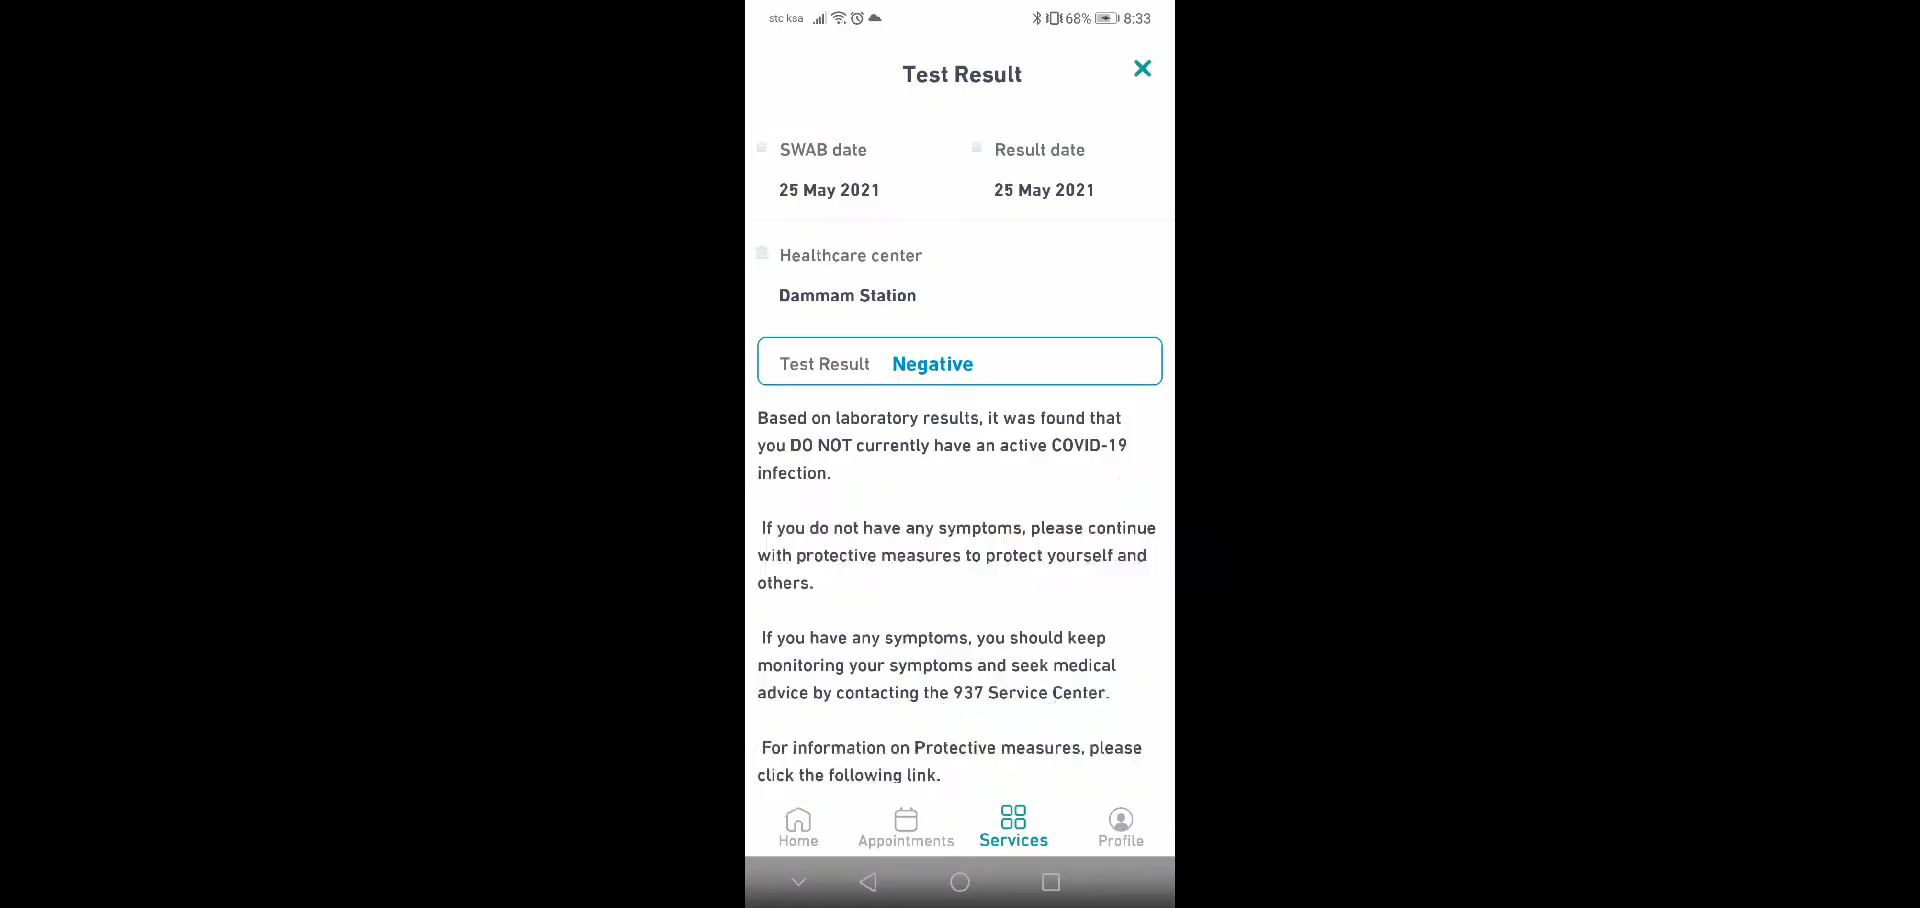 stc ksa 68% 8:33
Test Result
SWAB date Result date
25 May 2021 25 May 2021
Healthcare center
Dammam Station
Test Result Negative
Based on laboratory results, it was found that
you DO NOT currently have an active COVID-19
infection.
If you do not have any symptoms, please continue
with protective measures to protect yourself and
others.
If you have any symptoms, you should keep
monitoring your symptoms and seek medical
advice by contacting the 937 Service Center.
For information on Protective measures, please
click the following link.
Home Appointments Services Profile